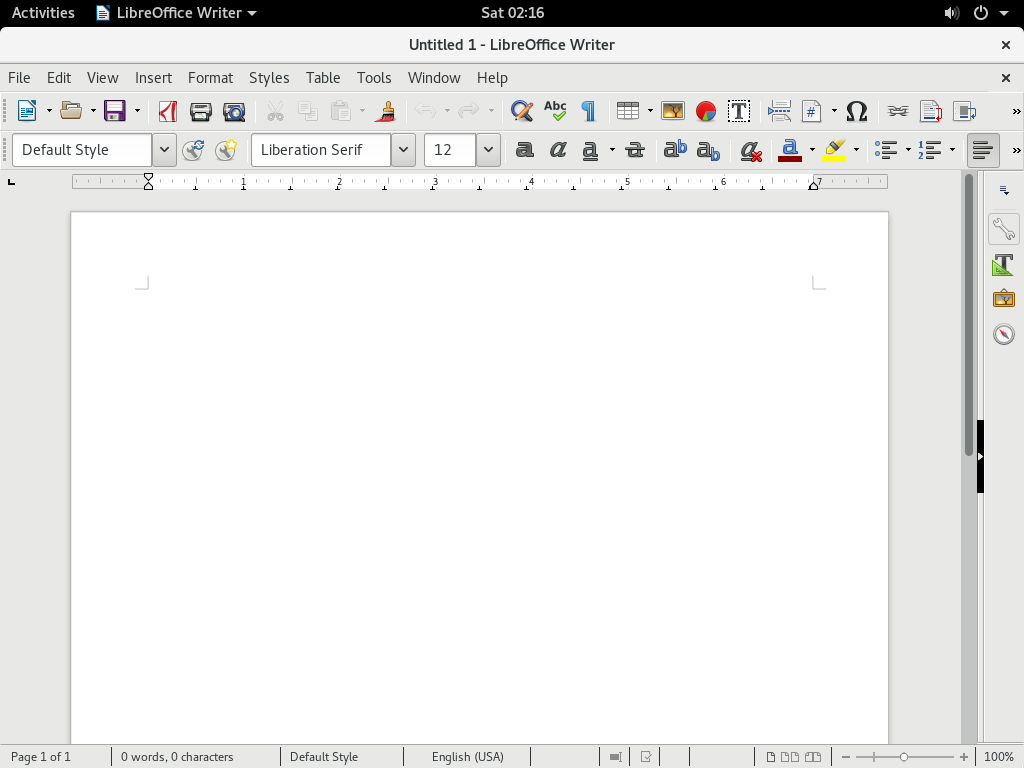 Activities LibreOffice Writer Sat 02:16
Untitled 1 - LibreOffice Writer
File Edit View Insert Format Styles Table Tools Window Help
Abc
Default Style Liberation Serif 12
1 2 3 4 5 6 7
Page 1 of 1 0 words, 0 characters Default Style English (USA) 100%